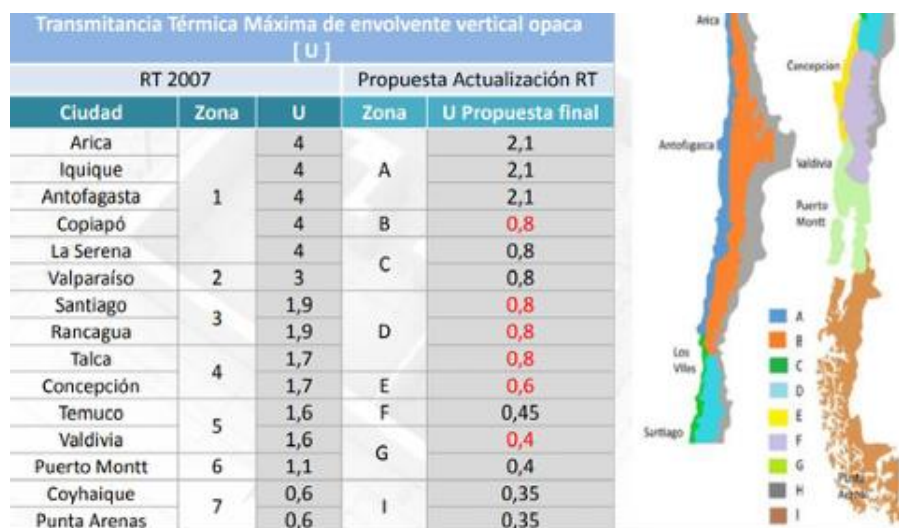 Transmitancia Térmica Máxima de envolvente vertical opaca
[ U ]
RT 2007 Propuesta Actualización RT
Ciudad Zona U Zona U Propuesta final
Arica 4 2,1
Iquique 4 A 2,1
Antofagasta 1 4 2,1
Copiapó 4 B 0,8
La Serena 4 C 0,8
Valparaíso 2 3 0,8
Santiago 3 1,9 0,8
Rancagua 1,9 D 0,8
Talca 4 1,7 0,8
Concepción 1,7 E 0,6
Temuco 5 1,6 F 0,45
Valdivia 1,6 G 0,4
Puerto Montt 6 1,1 0,4
Coyhaique 7 0,6 I 0,35
Punta Arenas 0,6 0,35
Arica
Antofagasta
Los
Vilos
Santiago
Concepcion
Valdivia
Puerto
Montt
Punta
Arenas
A
B
C
D
E
F
G
H
I